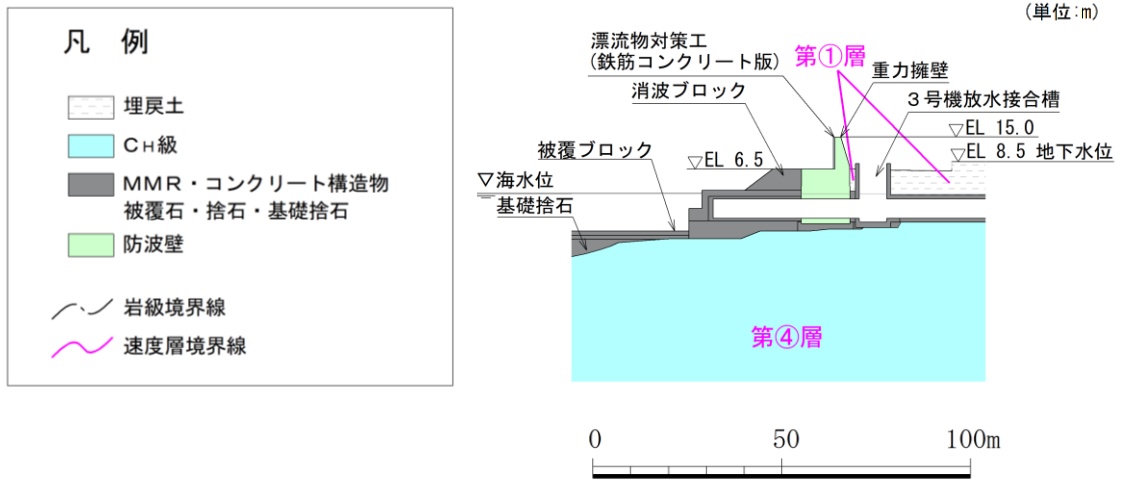 凡 例
埋戻土
CH級
MMR・コンクリート構造物
被覆石・捨石・基礎捨石
防波壁
岩級境界線
速度層境界線
(単位:m)
漂流物対策工
(鉄筋コンクリート版)
第①層
重力擁壁
消波ブロック
3号機放水接合槽
▽EL 15.0
被覆ブロック
▽EL 6.5
▽EL 8.5 地下水位
▽海水位
基礎捨石
第④層
0 50 100m